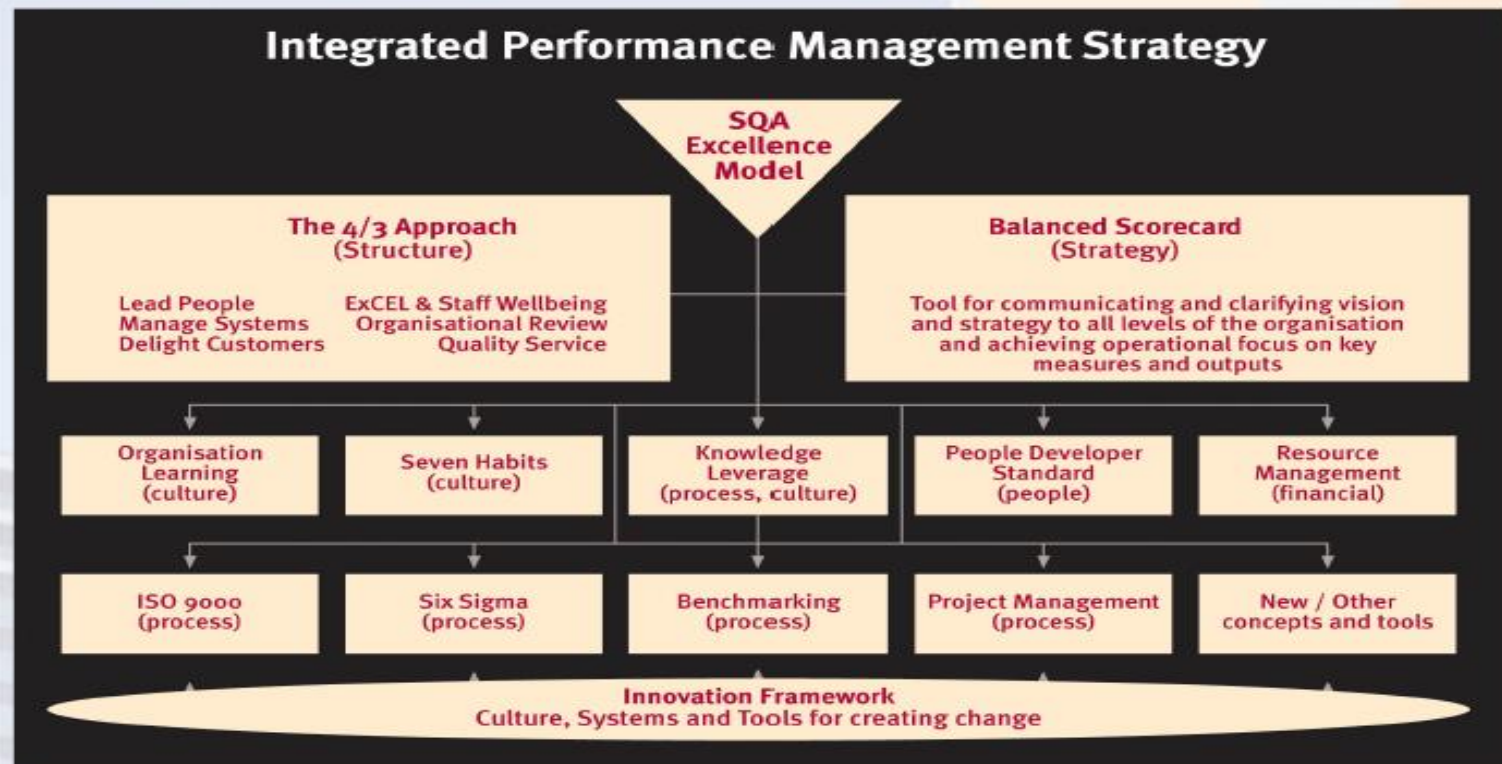 Integrated Performance Management Strategy
SQA
Excellence
Model
The 4/3 Approach
(Structure)
Lead People
Manage Systems
Delight Customers
ExCEL & Staff Wellbeing
Organisational Review
Quality Service
Balanced Scorecard
(Strategy)
Tool for communicating and clarifying vision
and strategy to all levels of the organisation
and achieving operational focus on key
measures and outputs
Organisation
Learning
(culture)
Seven Habits
(culture)
Knowledge
Leverage
(process, culture)
People Developer
Standard
(people)
Resource
Management
(financial)
ISO 9000
(process)
Six Sigma
(process)
Benchmarking
(process)
Project Management
(process)
New / Other
concepts and tools
Innovation Framework
Culture, Systems and Tools for creating change